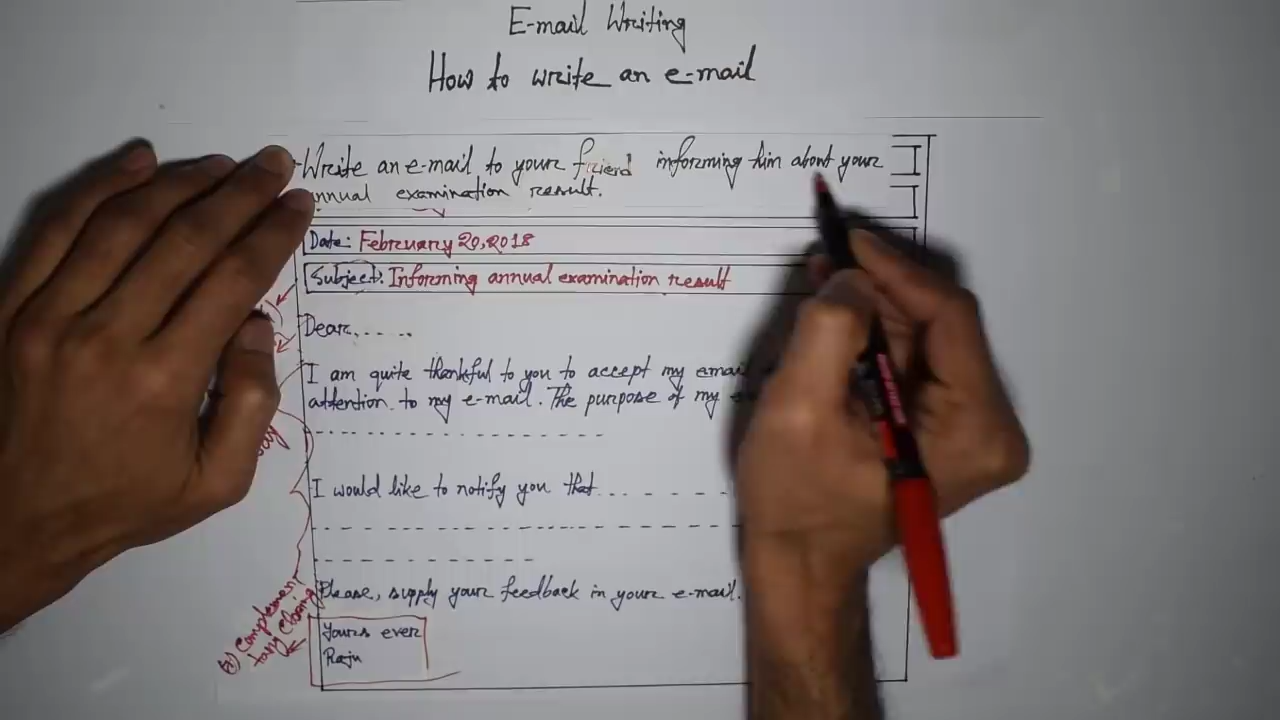 E-mail Writing
How to write an e-mail
Write an e-mail to your friend informing him about your
annual examination result.
Date: February 20, 2018
Subject: Informing annual examination result
Dear......
I am quite thankful to you to accept my email
attention to my e-mail. The purpose of my
I would like to notify you that
Please, supply your feedback in your e-mail.
Yours ever
Raju
Complemen
tary Closing